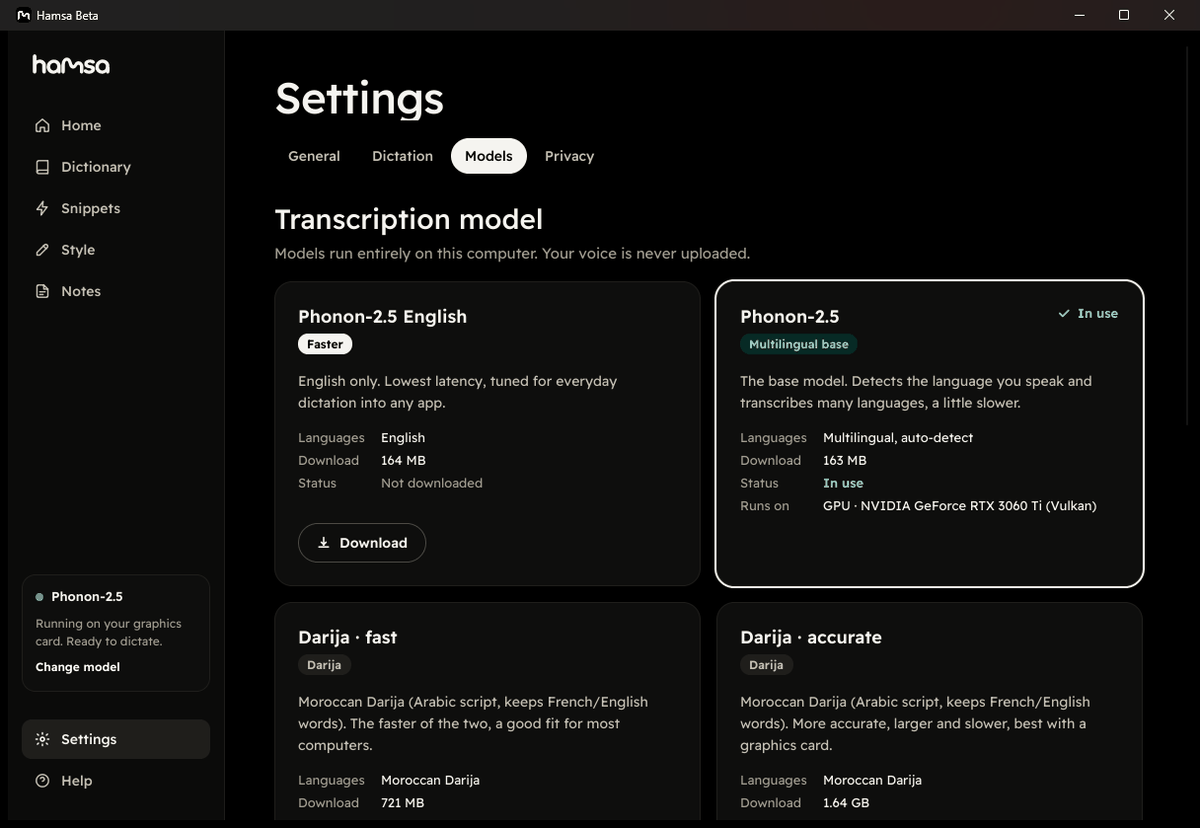 Hamsa Beta
hamsa
Home
Dictionary
Snippets
Style
Notes
Phonon-2.5
Running on your graphics
card. Ready to dictate.
Change model
Settings
Help
Settings
General Dictation Models Privacy
Transcription model
Models run entirely on this computer. Your voice is never uploaded.
Phonon-2.5 English
Faster
English only. Lowest latency, tuned for everyday
dictation into any app.
Languages English
Download 164 MB
Status Not downloaded
Download
Phonon-2.5
In use
Multilingual base
The base model. Detects the language you speak and
transcribes many languages, a little slower.
Languages Multilingual, auto-detect
Download 163 MB
Status In use
Runs on GPU · NVIDIA GeForce RTX 3060 Ti (Vulkan)
Darija · fast
Darija
Moroccan Darija (Arabic script, keeps French/English
words). The faster of the two, a good fit for most
computers.
Languages Moroccan Darija
Download 721 MB
Darija · accurate
Darija
Moroccan Darija (Arabic script, keeps French/English
words). More accurate, larger and slower, best with a
graphics card.
Languages Moroccan Darija
Download 1.64 GB